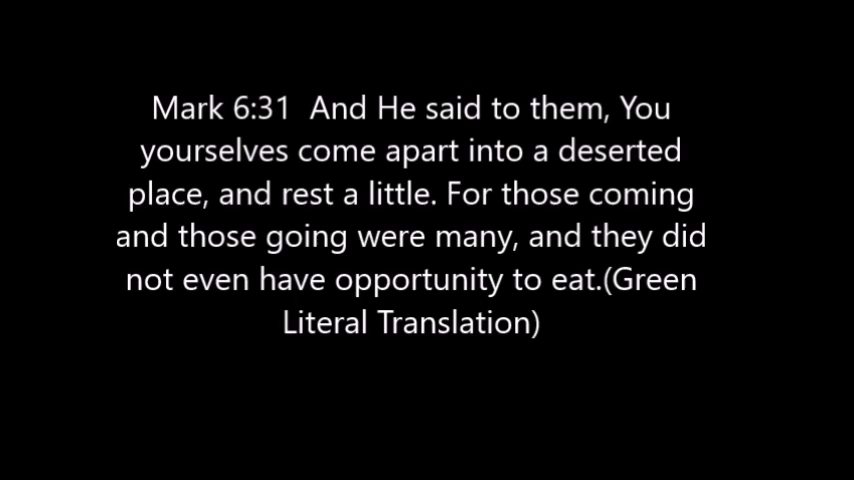 Mark 6:31  And He said to them, You
yourselves come apart into a deserted
place, and rest a little. For those coming
and those going were many, and they did
not even have opportunity to eat.(Green
Literal Translation)